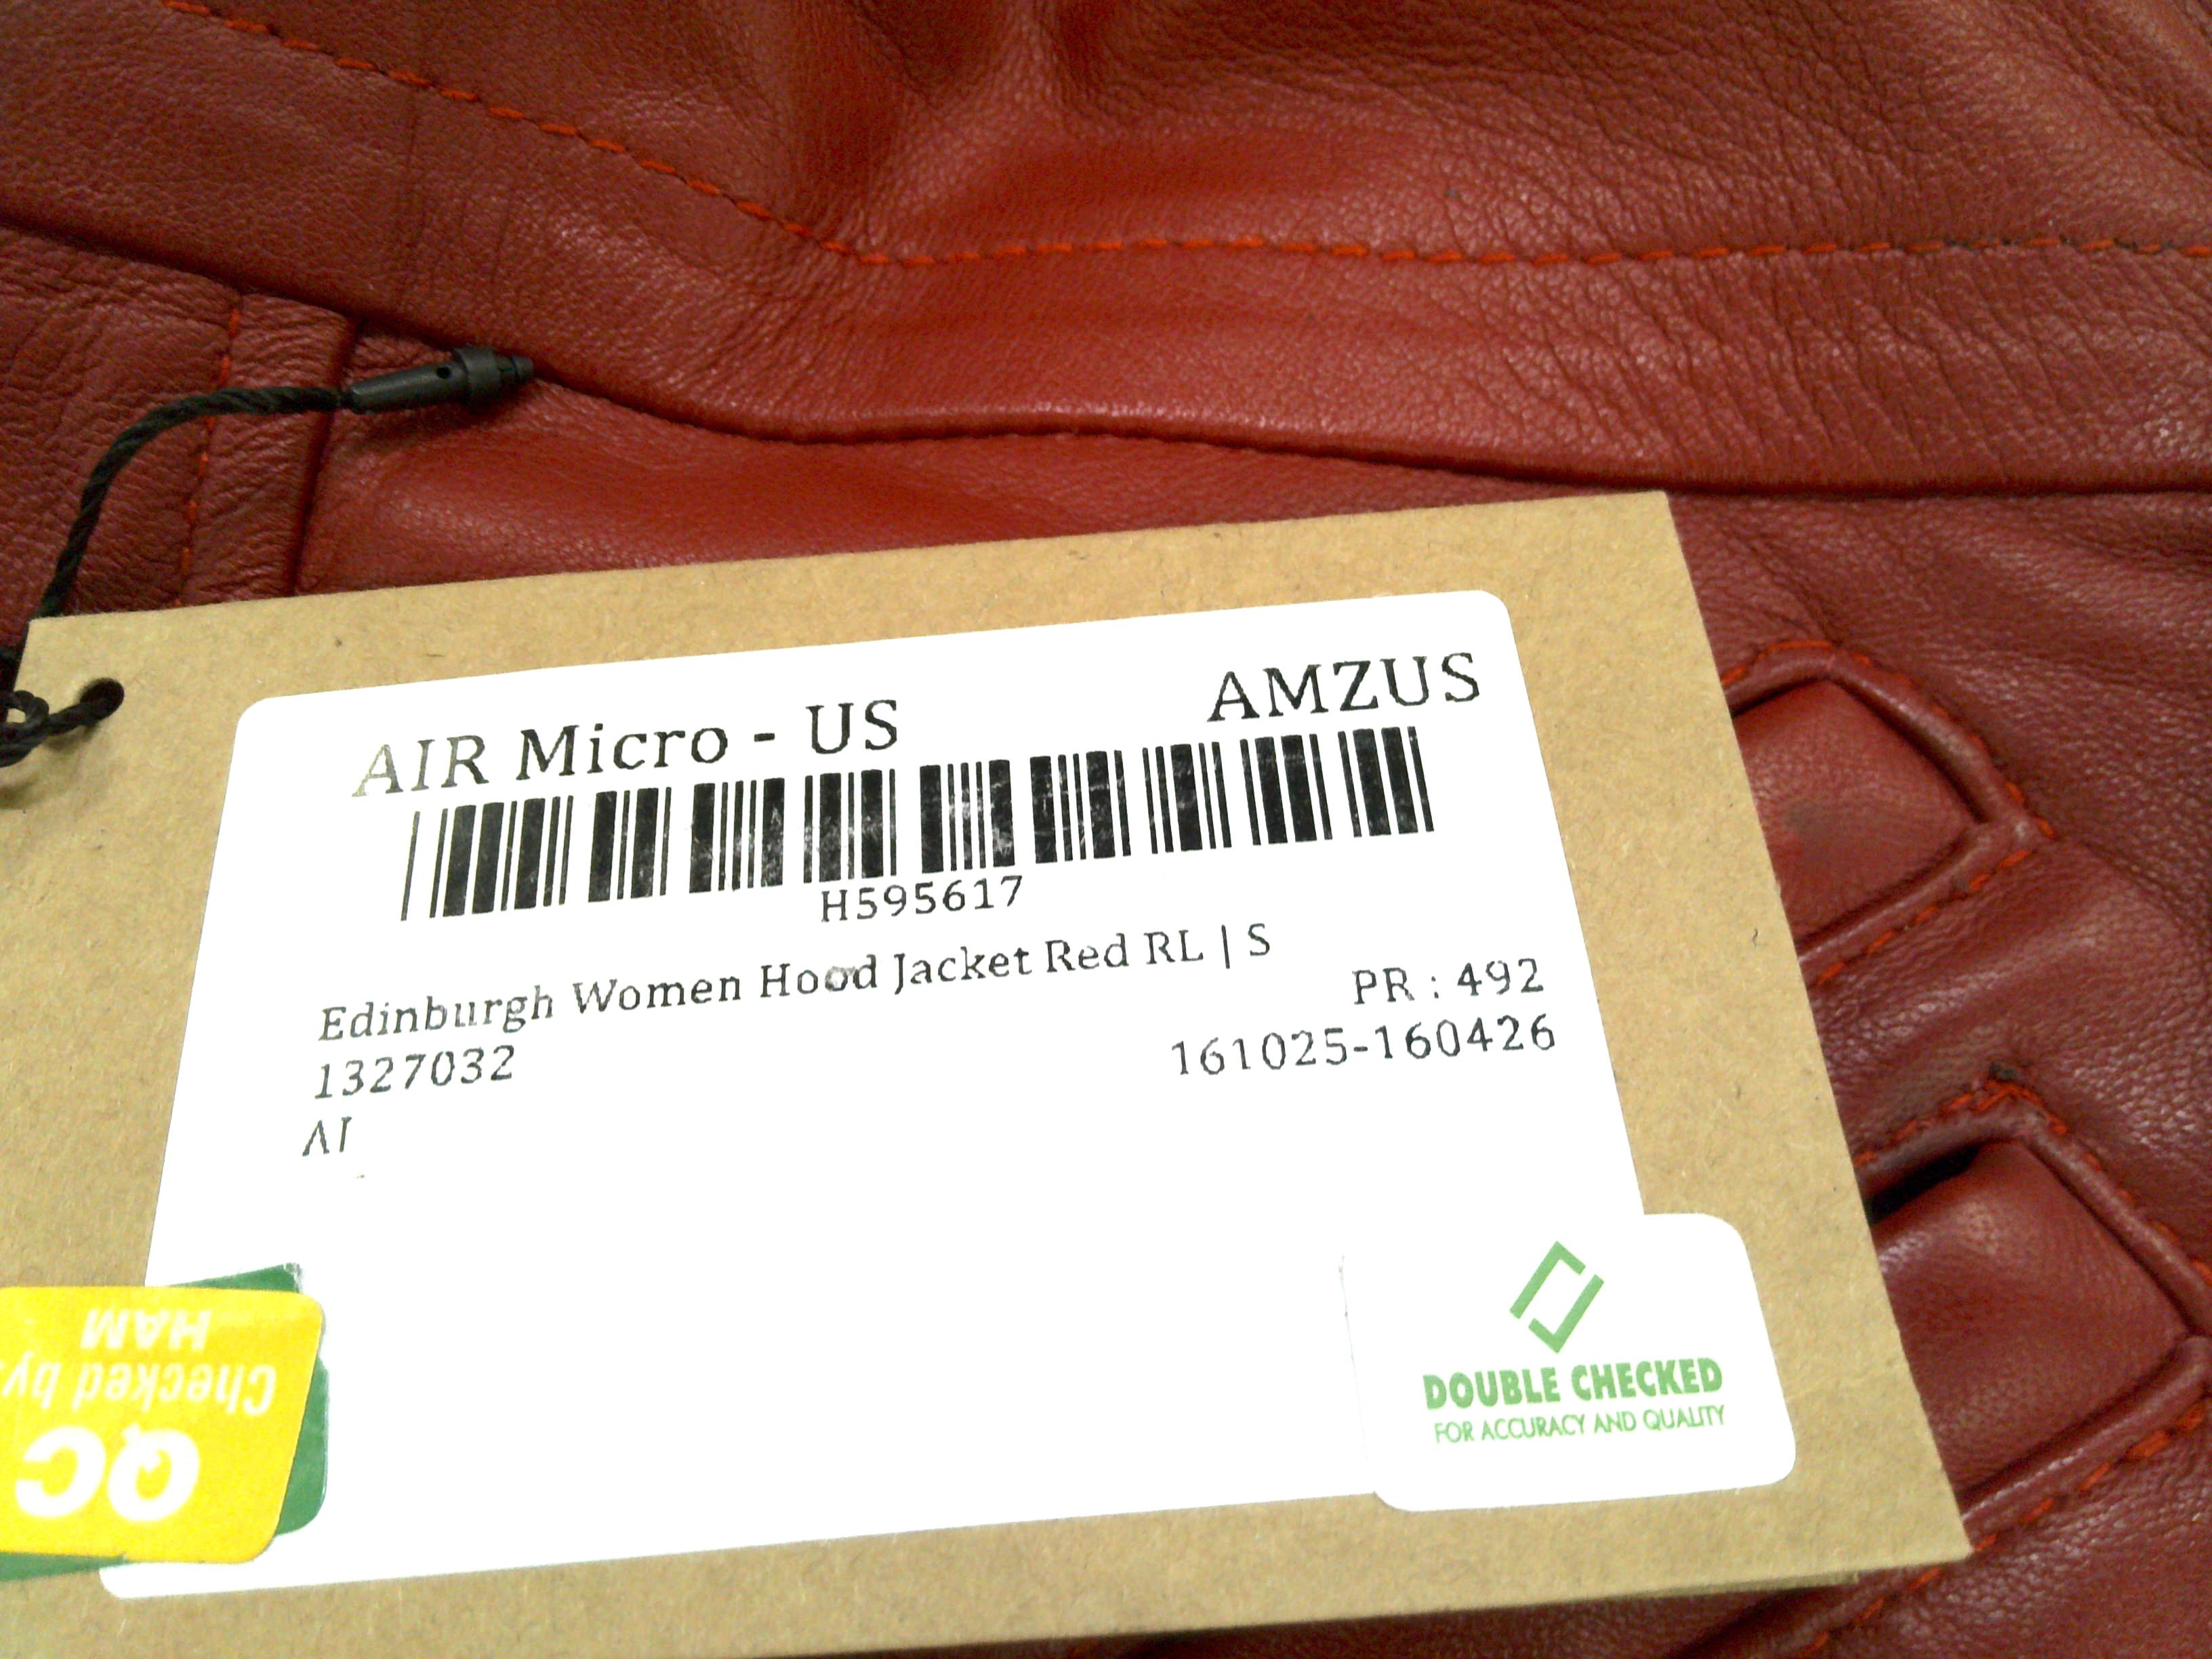 AIR Micro - US
AMZUS
H595617
Edinburgh Women Hood Jacket Red RL | S
PR : 492
1327032
161025-160426
AI
DOUBLE CHECKED
FOR ACCURACY AND QUALITY
QC
Checked by:
HAM